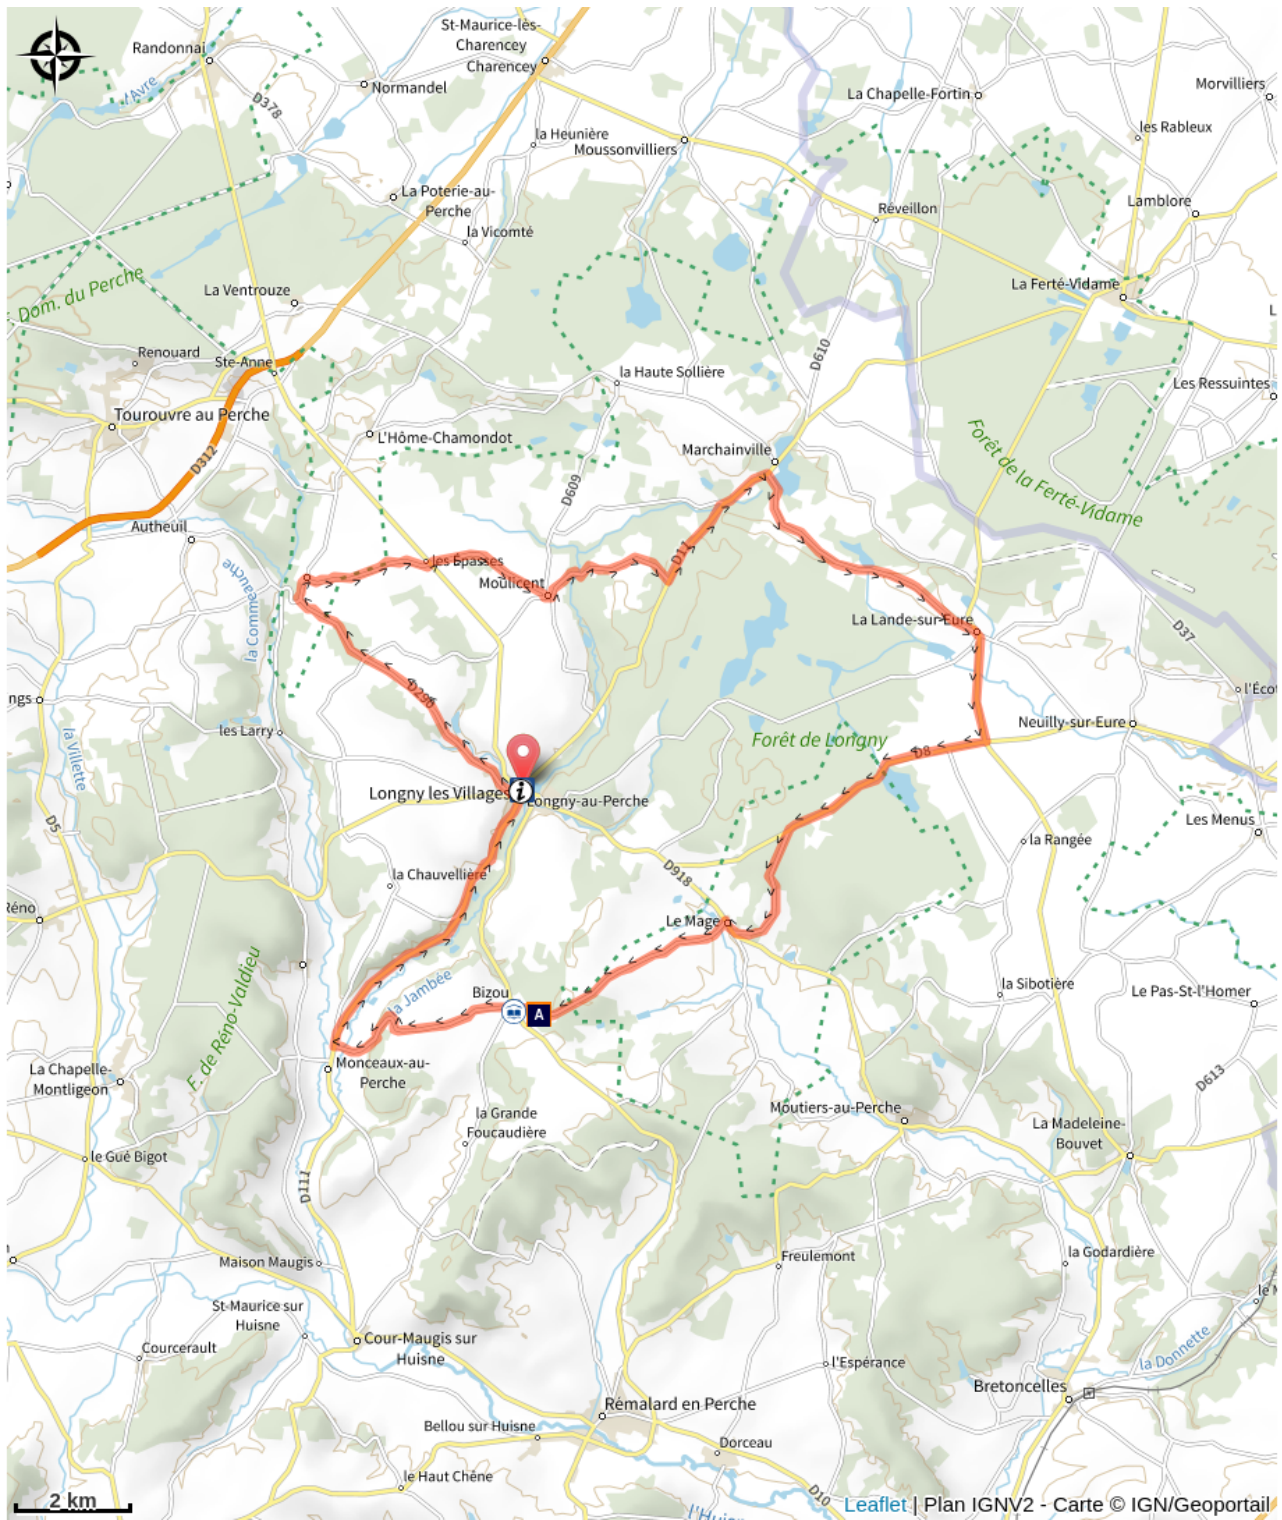 St-Maurice-lès-
Charencey
Charencey
Randonnai
l'Avre
D378
Normandel
La Chapelle-Fortin
Morvilliers
la Heunière
Moussonvilliers
les Rableux
La Poterie-au-
Perche
la Vicomté
Réveillon
Lamblore
Dom. du Perche
La Ventrouze
La Ferté-Vidame
Renouard
Ste-Anne
D610
la Haute Sollière
Les Ressuintes
Tourouvre au Perche
L'Hôme-Chamondot
D312
Marchainville
Forêt de la Ferté-Vidame
D609
Autheuil
D11
les Épasses
Moulicent
la Commeauche
La Lande-sur-Eure
D37
D290
ngs
l'Éco
la Villette
les Larry
Neuilly-sur-Eure
Forêt de Longny
D8
Longny les Villages
i
Longny-au-Perche
D5
Les Menus
la Rangée
la Chauvellière
D918
Réno
Le Mage
F. de Réno-Valdieu
la Jambée
Bizou
A
la Sibotière
Le Pas-St-l'Homer
Monceaux-au-
Perche
La Chapelle-
Montligeon
D613
la Grande
Foucaudière
Moutiers-au-Perche
La Madeleine-
Bouvet
le Gué Bigot
D111
Maison Maugis
Freulemont
la Godardière
St-Maurice sur
Huisne
Courcerault
Cour-Maugis sur
Huisne
la Donnette
l'Espérance
Bretoncelles
Rémalard en Perche
Bellou sur Huisne
Dorceau
le Haut Chêne
D10
2 km
Leaflet | Plan IGNV2 - Carte © IGN/Geoportail